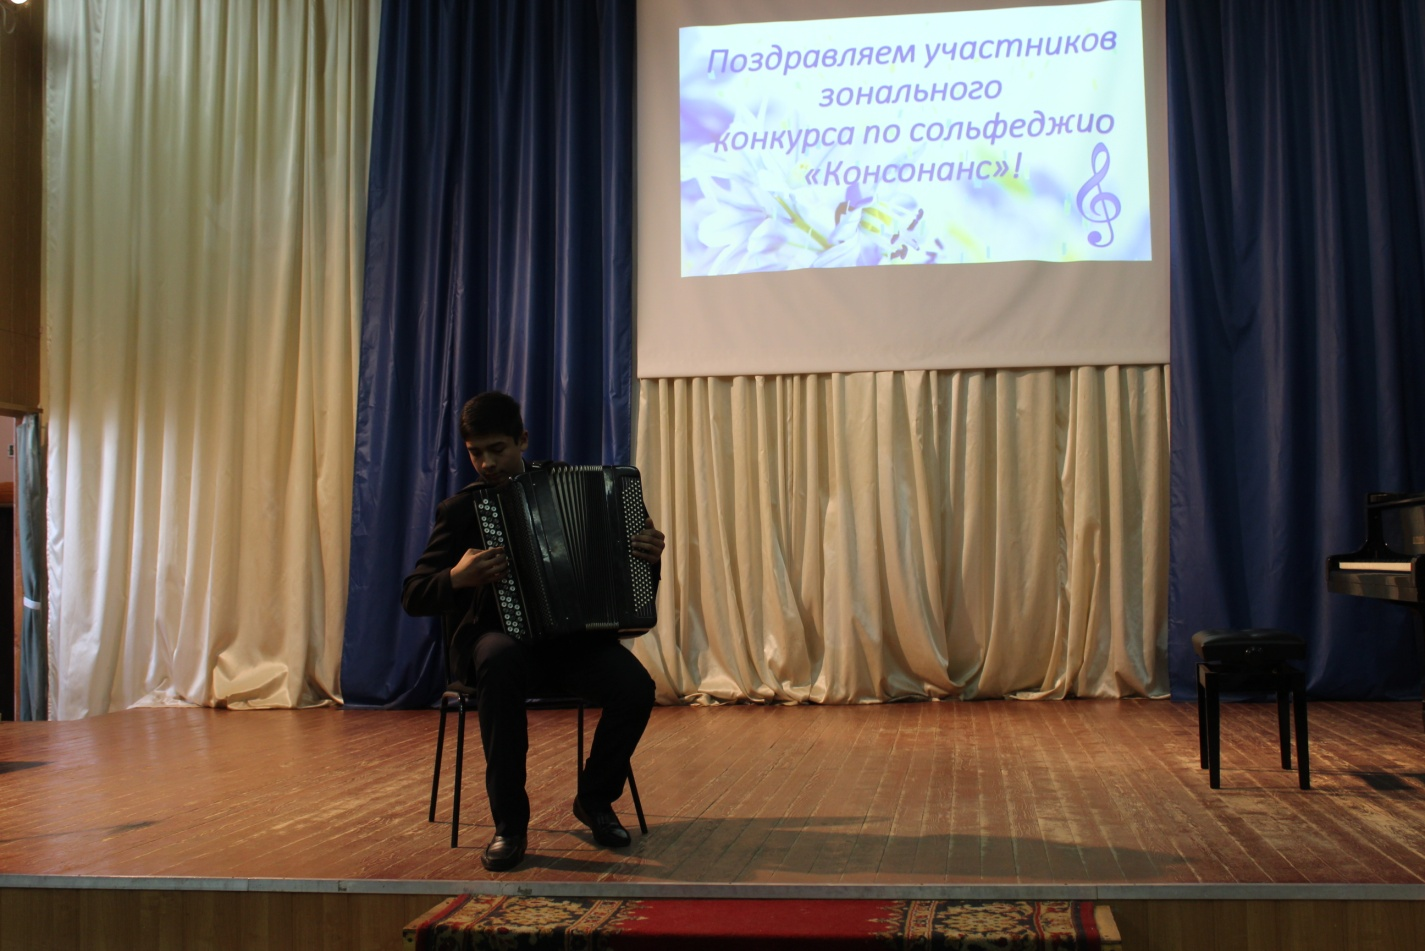 Поздравляем участников
зонального
конкурса по сольфеджио
«Консонанс»!